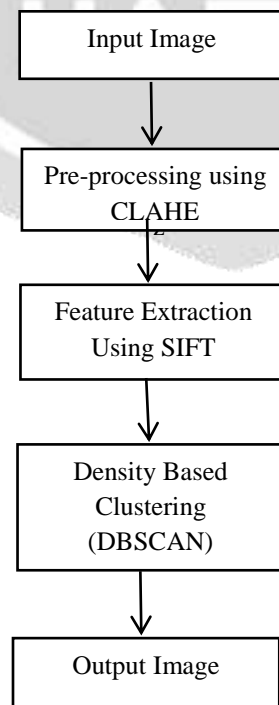 Input Image
Pre-processing using
CLAHE
Feature Extraction
Using SIFT
Density Based
Clustering
(DBSCAN)
Output Image